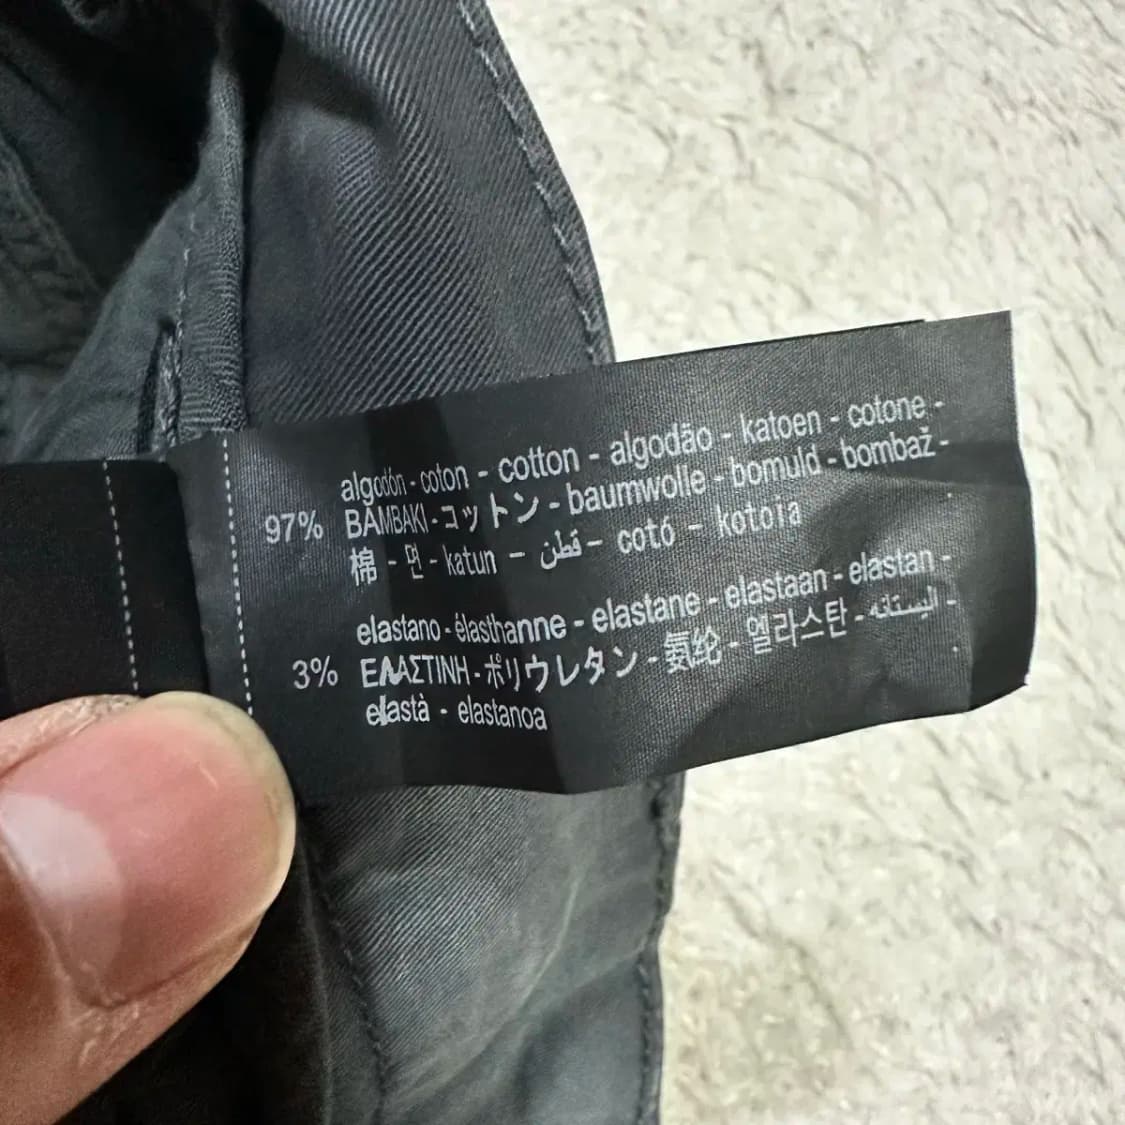 algodón - coton - cotton - algodão - katoen - cotone -
97% BAMBAKI - コットン - baumwolle - bomuld - bombaž -
棉 - 면 - katun - قطن - cotó - kotoia
elastano - élasthanne - elastane - elastaan - elastan -
3% ΕΛΑΣΤΙΝΗ - ポリウレタン - 氨纶 - 엘라스탄 - اليستانه -
elastà - elastanoa